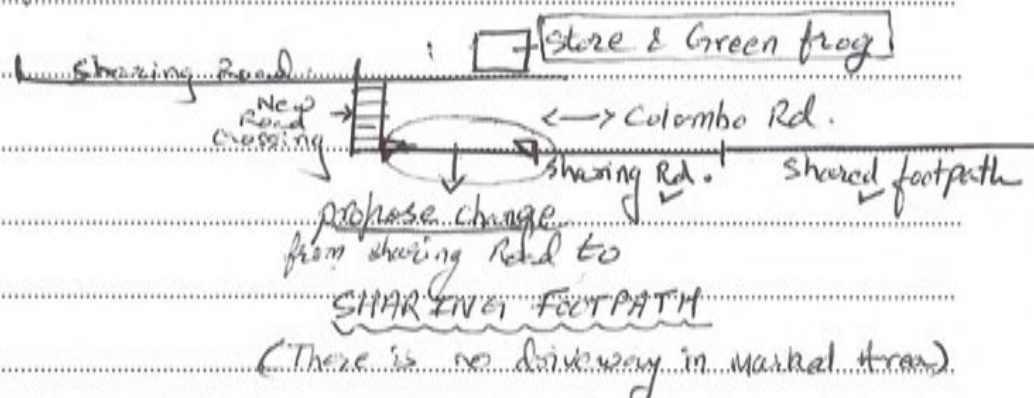 Store & Green frog
Sharing Road.
New
Road
Crossing
<--> Colombo Rd.
Sharing Rd. ✓
Shared footpath ✓
propose change
from sharing Road to
SHARING FOOTPATH
(There is no driveway in marked Area)